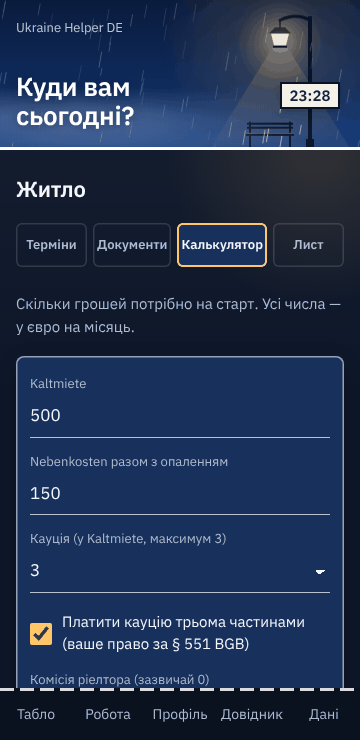 Ukraine Helper DE
Куди вам
сьогодні?
23:28
Житло
Терміни
Документи
Калькулятор
Лист
Скільки грошей потрібно на старт. Усі числа —
у євро на місяць.
Kaltmiete
500
Nebenkosten разом з опаленням
150
Кауція (у Kaltmiete, максимум 3)
3
Платити кауцію трьома частинами
(ваше право за § 551 BGB)
Комісія ріелтора (зазвичай 0)
Табло
Робота
Профіль
Довідник
Дані